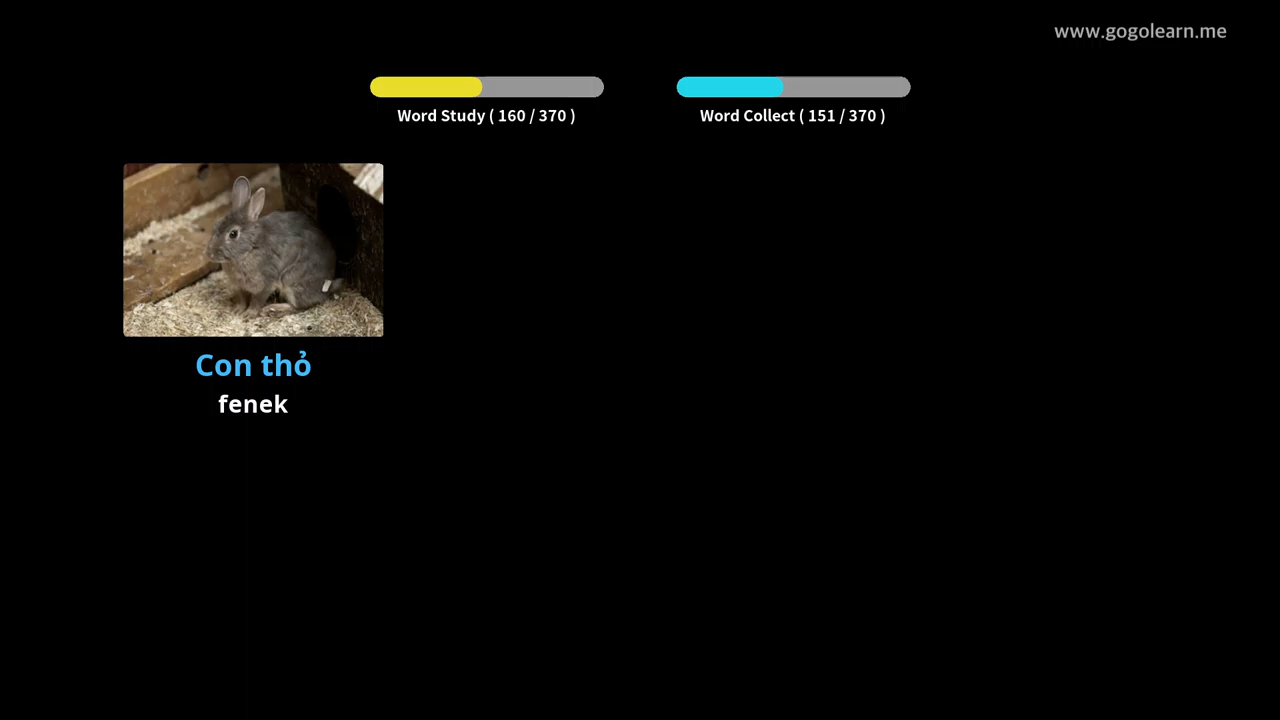 www.gogolearn.me
Word Study ( 160 / 370 )
Word Collect ( 151 / 370 )
Con thỏ
fenek